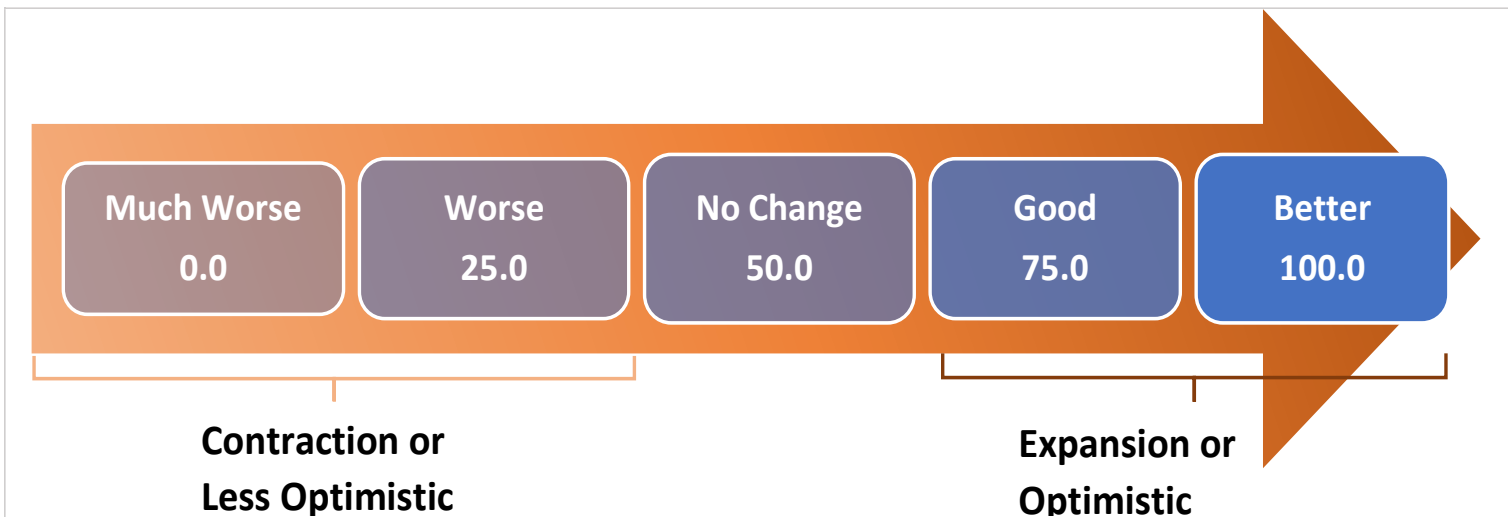 Much Worse
0.0
Worse
25.0
No Change
50.0
Good
75.0
Better
100.0
Contraction or
Less Optimistic
Expansion or
Optimistic